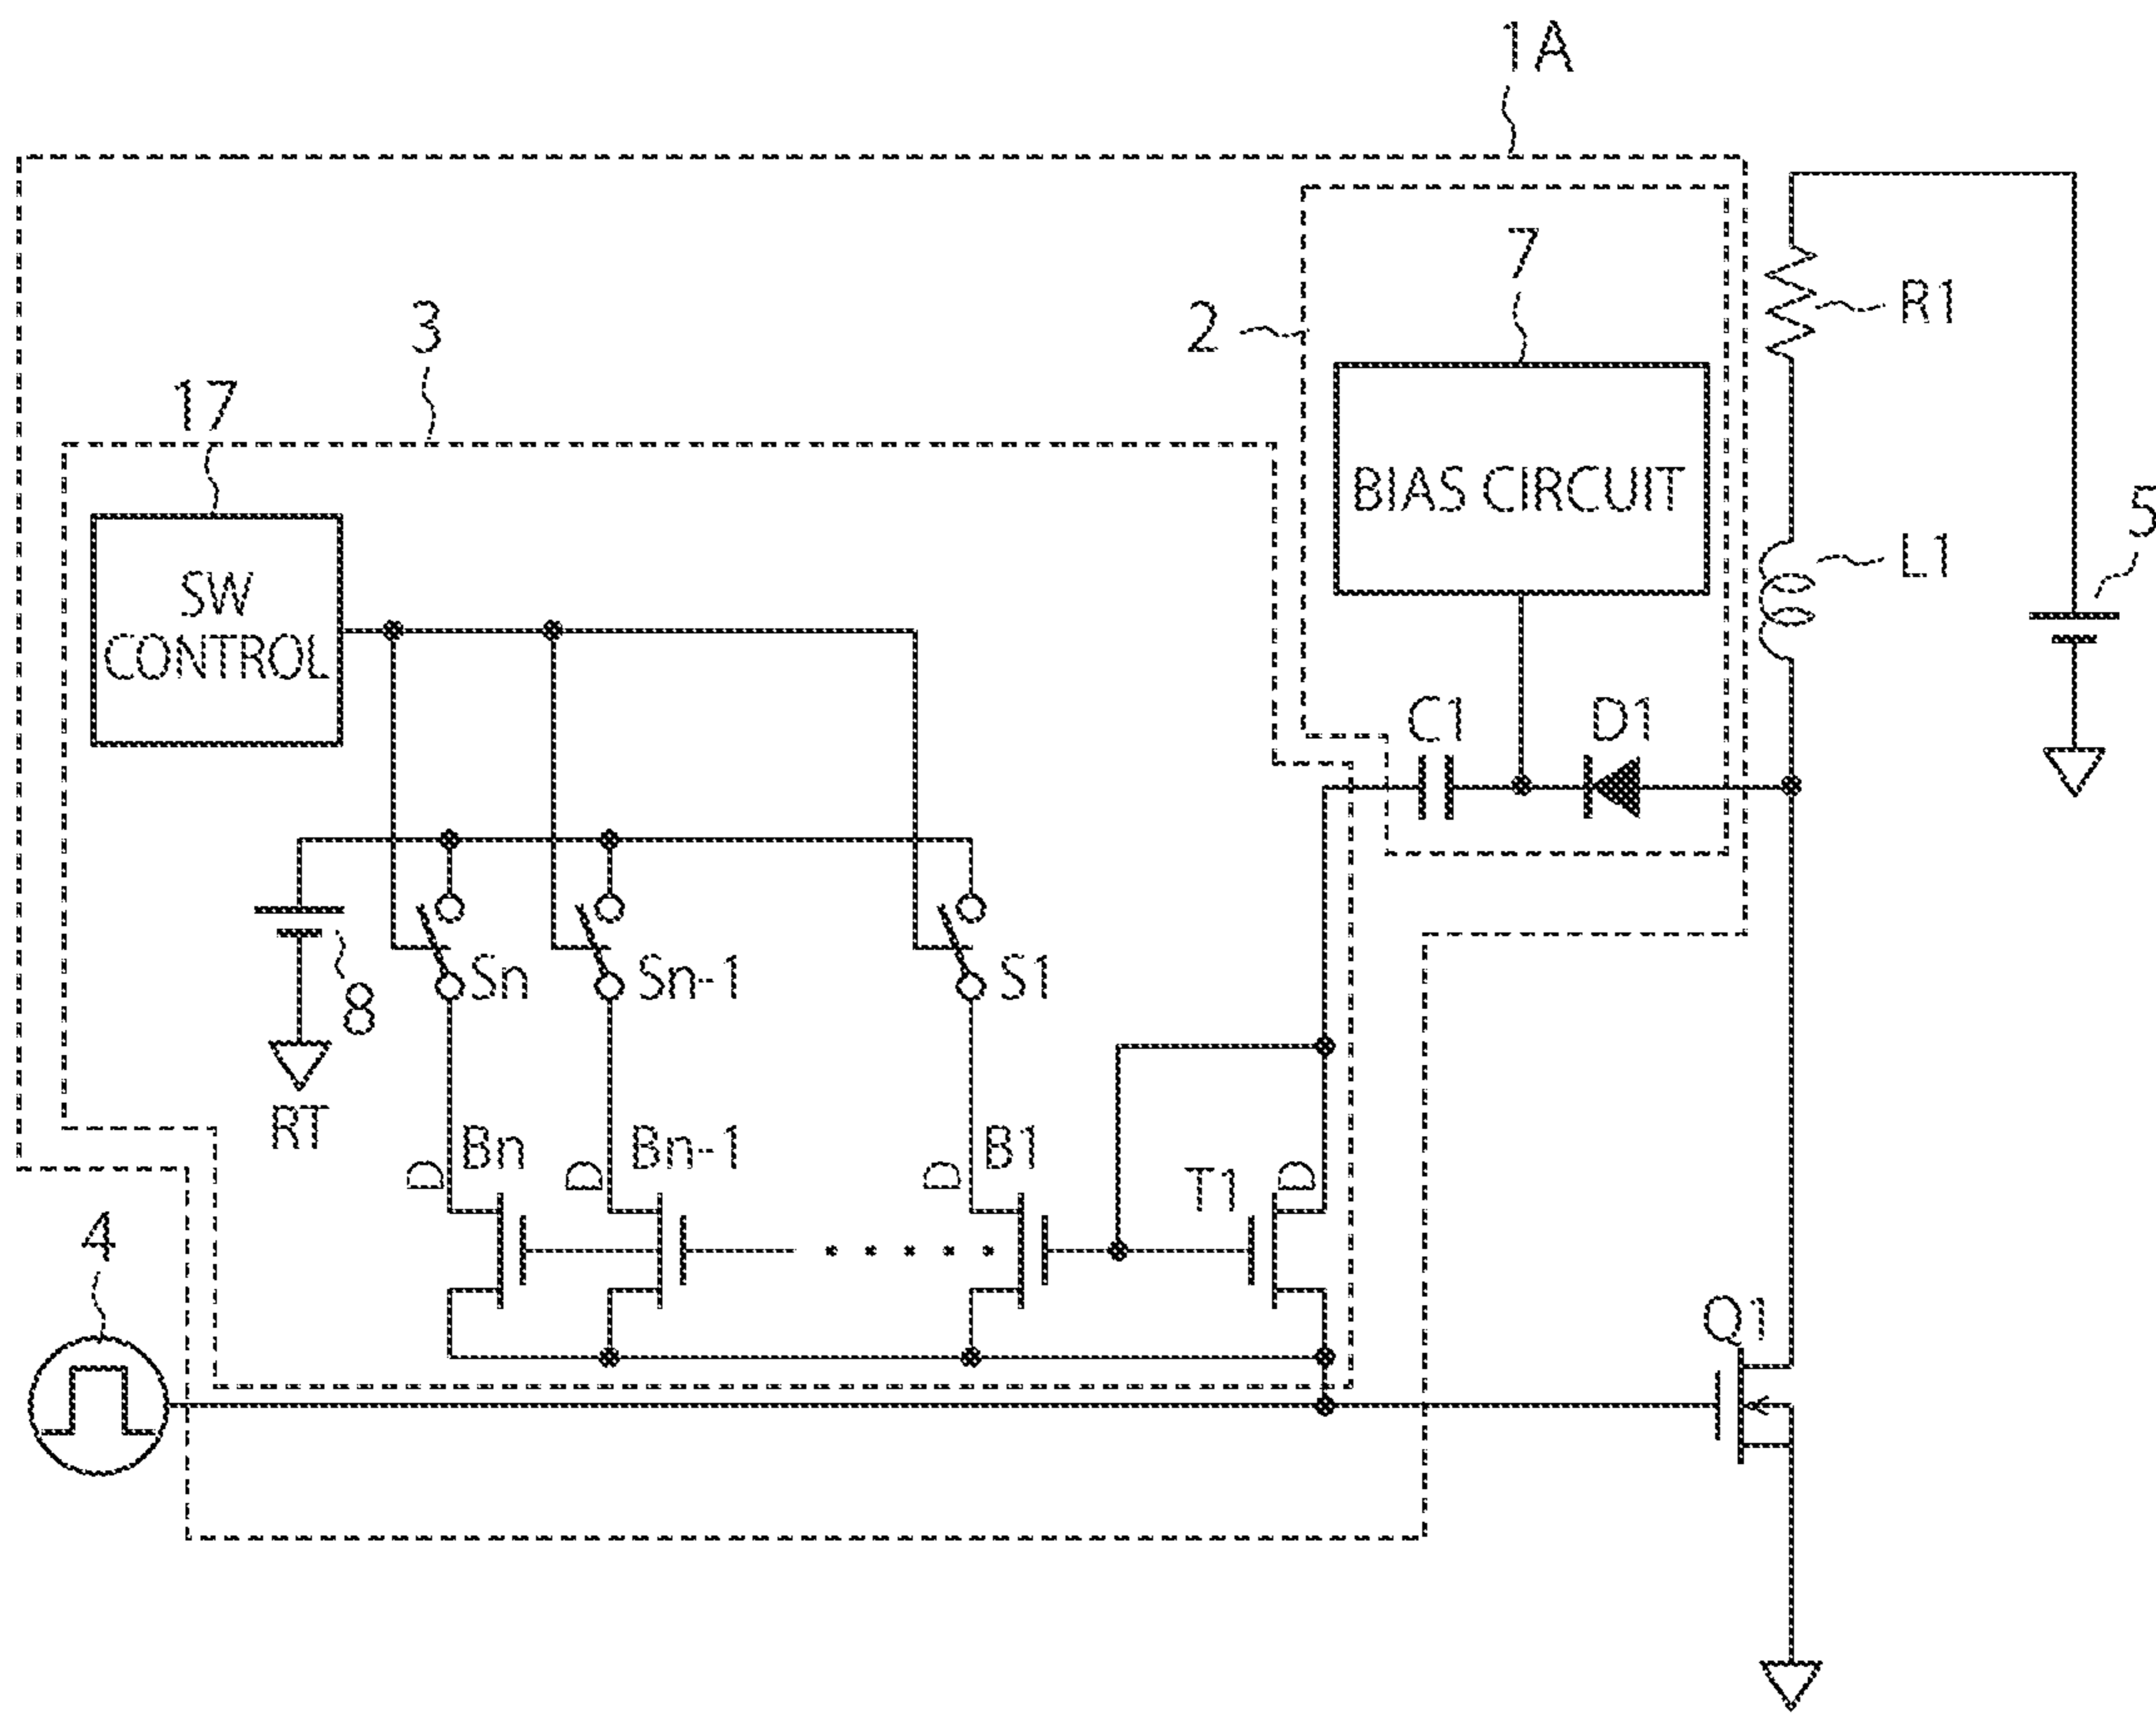 1A
7
2
R1
3
17
BIAS CIRCUIT
5
L1
SW
CONTROL
C1
D1
Sn
Sn-1
S1
8
RT
Bn
Bn-1
B1
D
D
D
T1
D
4
Q1